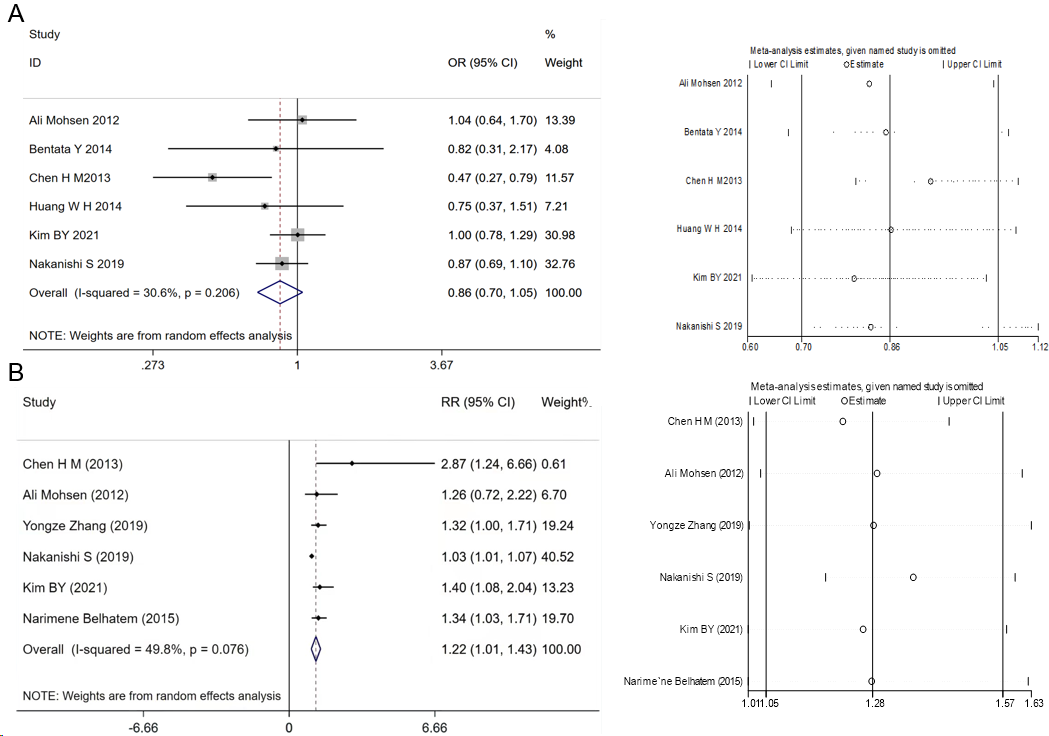 A
Study %
ID OR (95% CI) Weight
Ali Mohsen 2012 1.04 (0.64, 1.70) 13.39
Bentata Y 2014 0.82 (0.31, 2.17) 4.08
Chen H M2013 0.47 (0.27, 0.79) 11.57
Huang W H 2014 0.75 (0.37, 1.51) 7.21
Kim BY 2021 1.00 (0.78, 1.29) 30.98
Nakanishi S 2019 0.87 (0.69, 1.10) 32.76
Overall (I-squared = 30.6%, p = 0.206) 0.86 (0.70, 1.05) 100.00
NOTE: Weights are from random effects analysis
.273 1 3.67
Meta-analysis estimates, given named study is omitted
Lower CI Limit Estimate Upper CI Limit
Ali Mohsen 2012
Bentata Y 2014
Chen H M2013
Huang W H 2014
Kim BY 2021
Nakanishi S 2019
0.60 0.70 0.86 1.05 1.12
B
Study RR (95% CI) Weight%
Chen H M (2013) 2.87 (1.24, 6.66) 0.61
Ali Mohsen (2012) 1.26 (0.72, 2.22) 6.70
Yongze Zhang (2019) 1.32 (1.00, 1.71) 19.24
Nakanishi S (2019) 1.03 (1.01, 1.07) 40.52
Kim BY (2021) 1.40 (1.08, 2.04) 13.23
Narimene Belhatem (2015) 1.34 (1.03, 1.71) 19.70
Overall (I-squared = 49.8%, p = 0.076) 1.22 (1.01, 1.43) 100.00
NOTE: Weights are from random effects analysis
-6.66 0 6.66
Meta-analysis estimates, given named study is omitted
Lower CI Limit Estimate Upper CI Limit
Chen H M (2013)
Ali Mohsen (2012)
Yongze Zhang (2019)
Nakanishi S (2019)
Kim BY (2021)
Narime`ne Belhatem (2015)
1.01 1.05 1.28 1.57 1.63